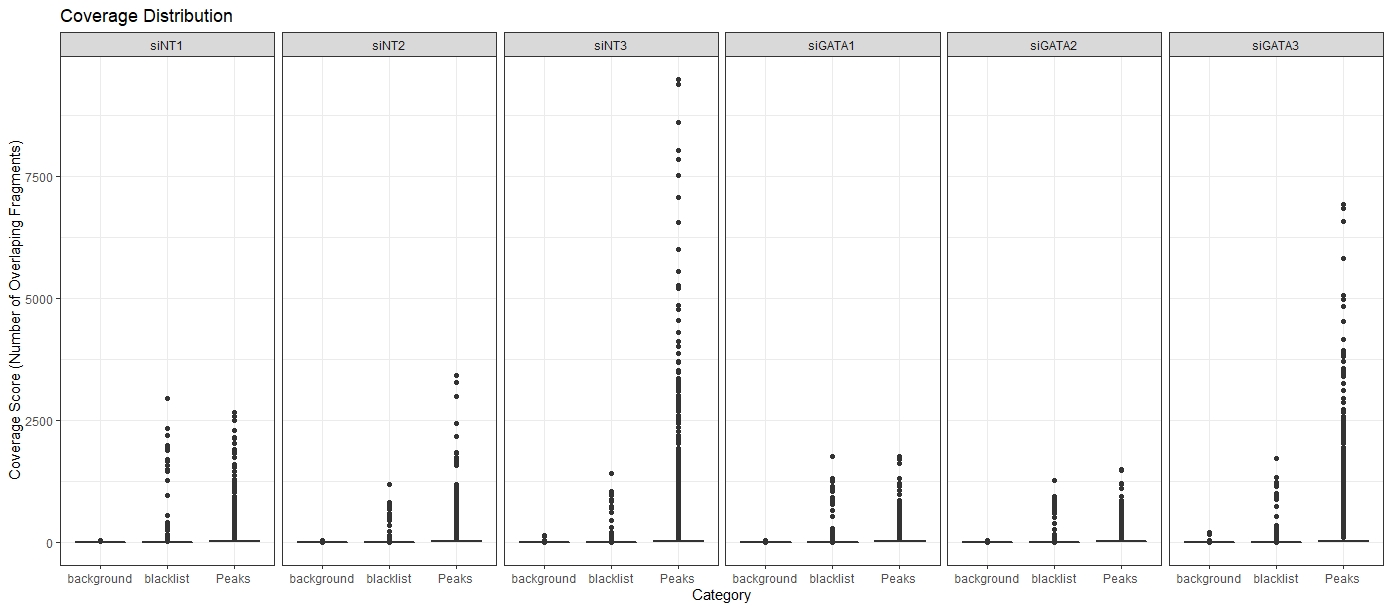 Coverage Distribution
siNT1 siNT2 siNT3 siGATA1 siGATA2 siGATA3
Coverage Score (Number of Overlaping Fragments)
7500
5000
2500
0
background blacklist Peaks background blacklist Peaks background blacklist Peaks background blacklist Peaks background blacklist Peaks background blacklist Peaks
Category